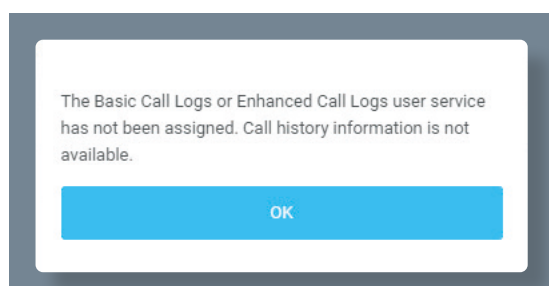 The Basic Call Logs or Enhanced Call Logs user service
has not been assigned. Call history information is not
available.
OK